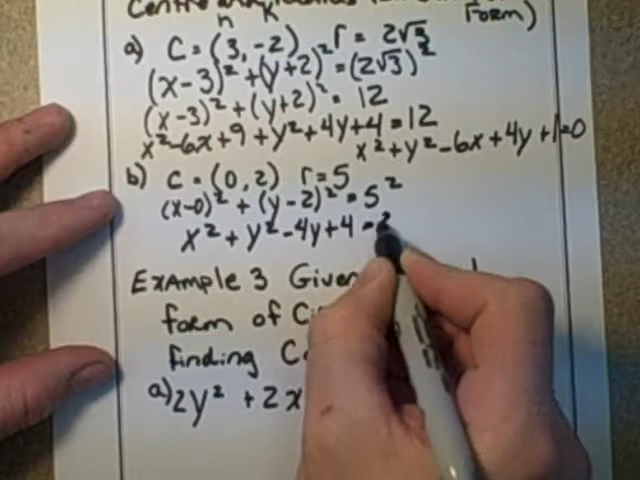 Centre and
h k Form)
a) C = (3, -2) r = 2√3
(x-3)² + (y+2)² = (2√3)²
(x-3)² + (y+2)² = 12
x²-6x+9 + y²+4y+4 = 12
x²+y²-6x+4y+1=0
b) C = (0, 2) r = 5
(x-0)² + (y-2)² = 5²
x² + y² - 4y + 4 =
Example 3 Given
form of
finding
a) 2y² + 2x